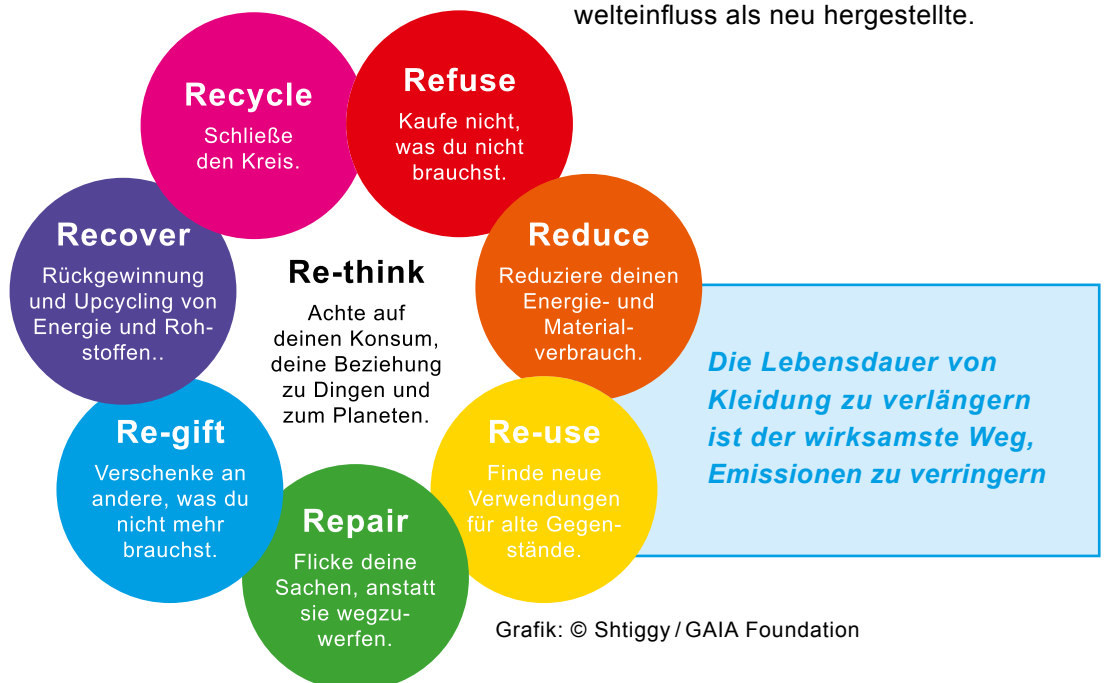 welteinfluss als neu hergestellte.
Recycle
Schließe
den Kreis.
Refuse
Kaufe nicht,
was du nicht
brauchst.
Reduce
Reduziere deinen
Energie- und
Material-
verbrauch.
Re-use
Finde neue
Verwendungen
für alte Gegen-
stände.
Repair
Flicke deine
Sachen, anstatt
sie wegzu-
werfen.
Re-gift
Verschenke an
andere, was du
nicht mehr
brauchst.
Recover
Rückgewinnung
und Upcycling von
Energie und Roh-
stoffen..
Re-think
Achte auf
deinen Konsum,
deine Beziehung
zu Dingen und
zum Planeten.
Die Lebensdauer von
Kleidung zu verlängern
ist der wirksamste Weg,
Emissionen zu verringern
Grafik: © Shtiggy / GAIA Foundation